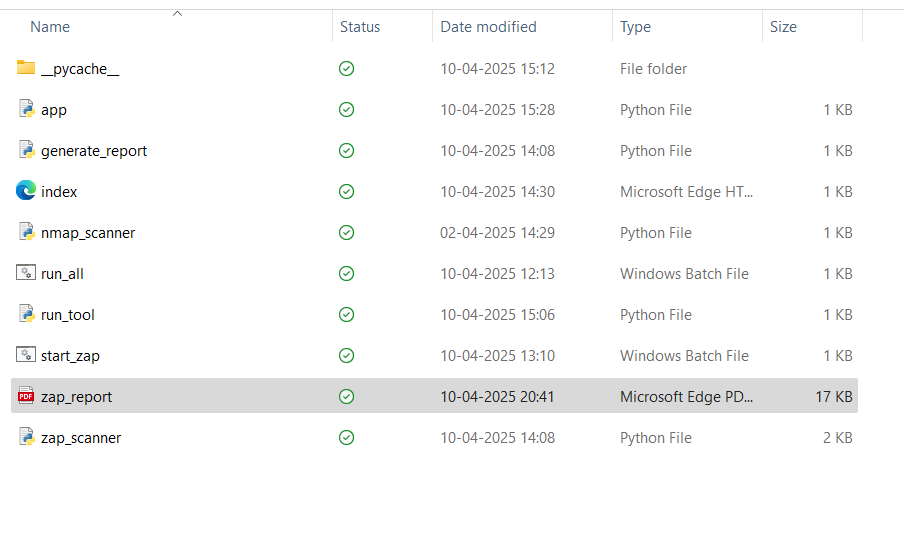 Name Status Date modified Type Size
__pycache__ 10-04-2025 15:12 File folder
app 10-04-2025 15:28 Python File 1 KB
generate_report 10-04-2025 14:08 Python File 1 KB
index 10-04-2025 14:30 Microsoft Edge HT... 1 KB
nmap_scanner 02-04-2025 14:29 Python File 1 KB
run_all 10-04-2025 12:13 Windows Batch File 1 KB
run_tool 10-04-2025 15:06 Python File 1 KB
start_zap 10-04-2025 13:10 Windows Batch File 1 KB
PDF zap_report 10-04-2025 20:41 Microsoft Edge PD... 17 KB
zap_scanner 10-04-2025 14:08 Python File 2 KB